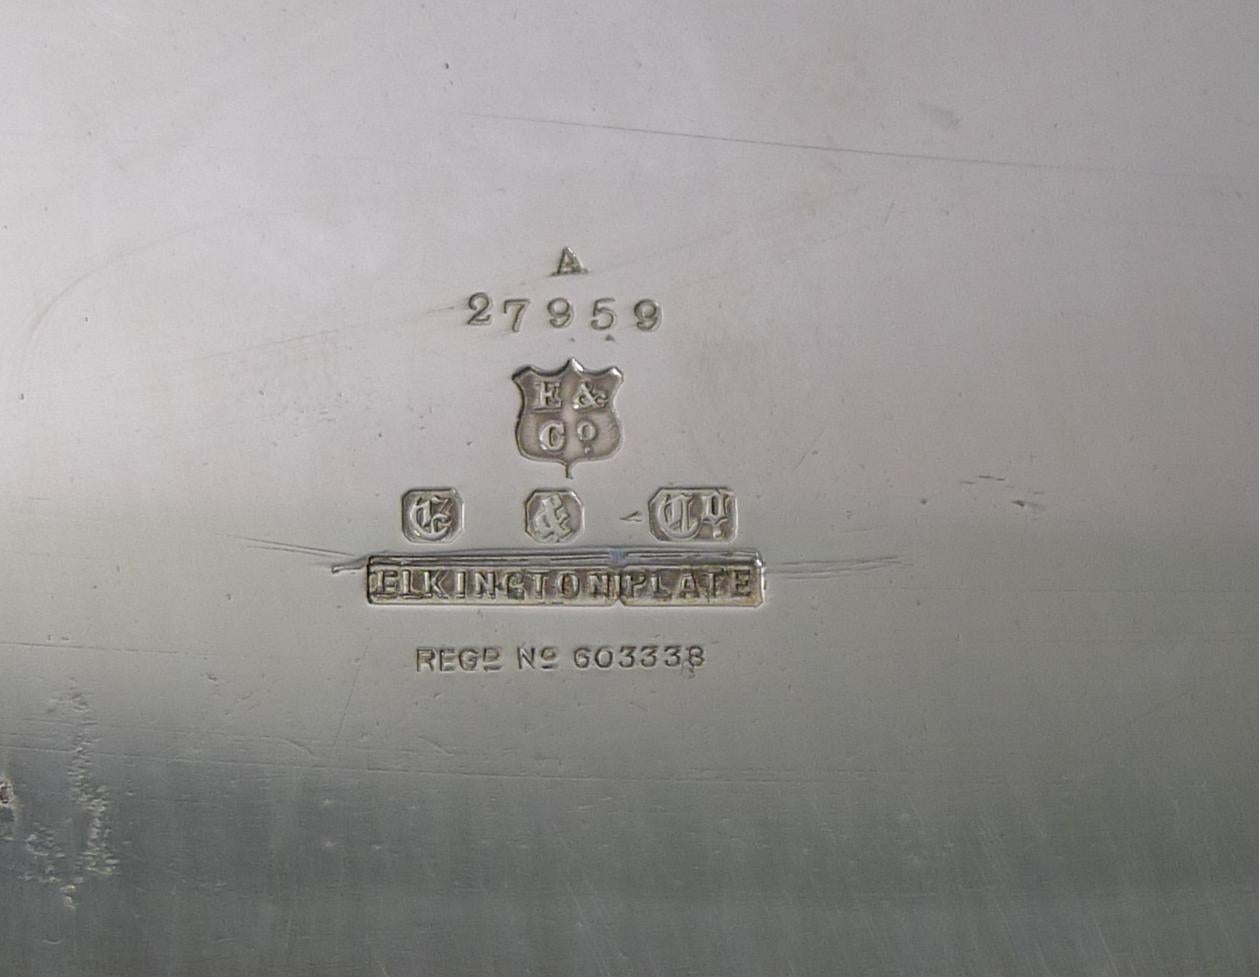 A
27959
E &
Cº
E & Cº
ELKINGTON PLATE
REGD Nº 603338